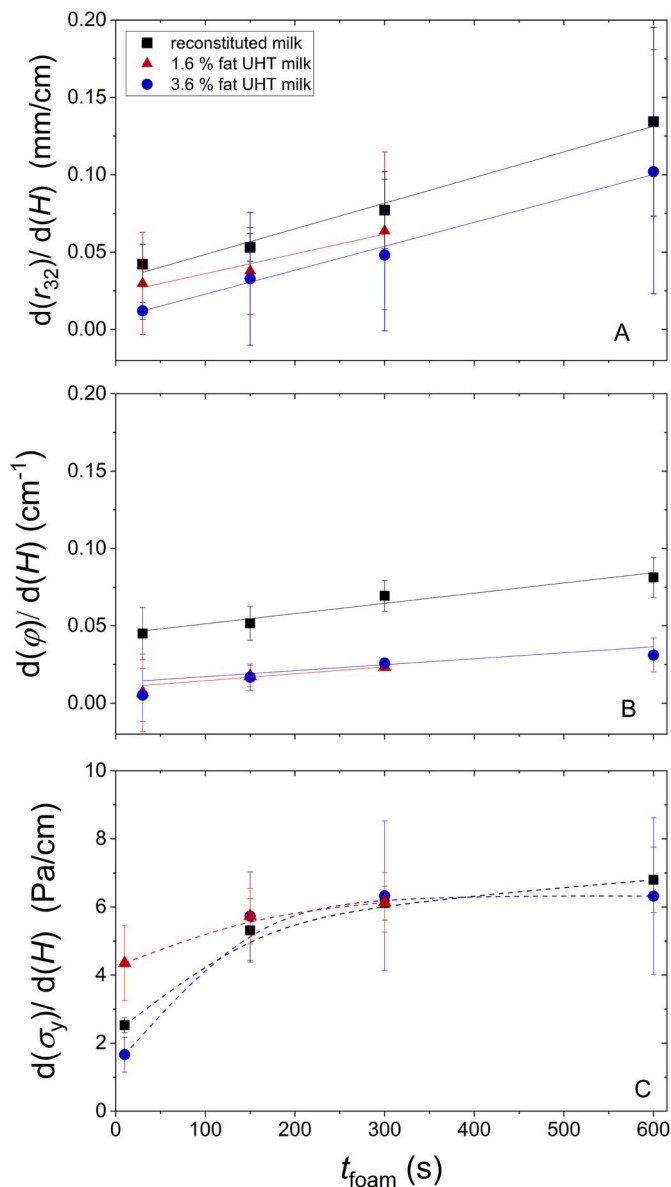 0.20
reconstituted milk
1.6 % fat UHT milk
3.6 % fat UHT milk
0.15
0.10
0.05
0.00
d(r32)/ d(H) (mm/cm)
A
0.20
0.15
0.10
0.05
0.00
d(φ)/ d(H) (cm-1)
B
10
8
6
4
2
0
d(σy)/ d(H) (Pa/cm)
C
0 100 200 300 400 500 600
tfoam (s)